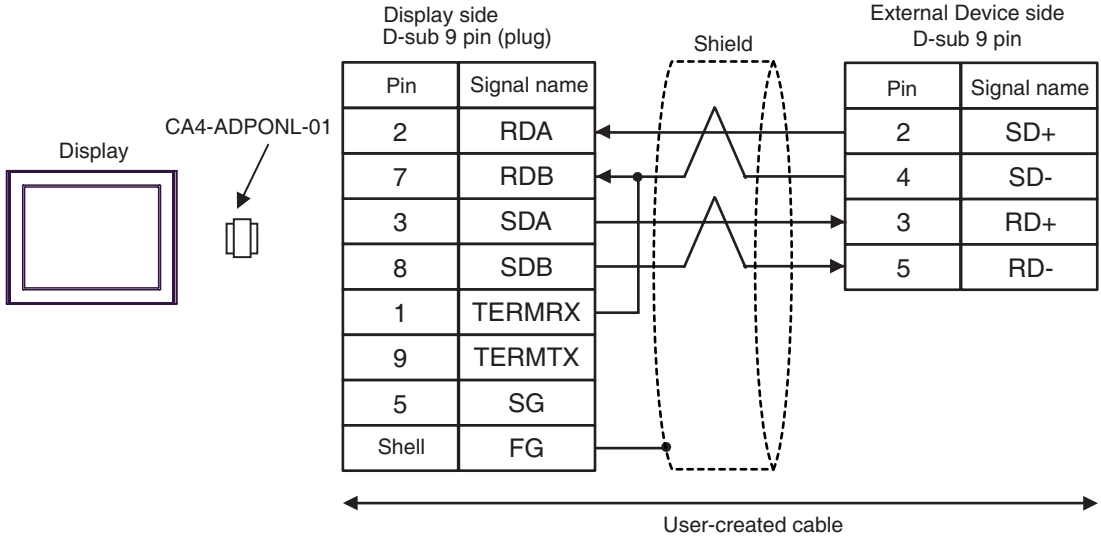 Display side
D-sub 9 pin (plug)
Shield
External Device side
D-sub 9 pin
CA4-ADPONL-01
Display
Pin Signal name
2 RDA
7 RDB
3 SDA
8 SDB
1 TERMRX
9 TERMTX
5 SG
Shell FG
Pin Signal name
2 SD+
4 SD-
3 RD+
5 RD-
User-created cable